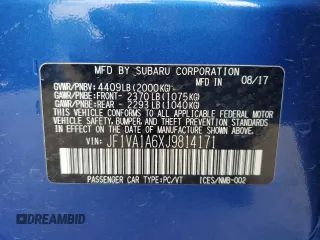 MFD. BY SUBARU CORPORATION 08/17
GVWR/PNBV: 4409LB(2000KG)
GAWR/PNBE:FRONT- 2370LB(1075KG)
GAWR/PNBE:REAR - 2293LB(1040KG)
THIS VEHICLE CONFORMS TO ALL APPLICABLE FEDERAL
MOTOR VEHICLE SAFETY, BUMPER, AND THEFT
PREVENTION STANDARDS IN EFFECT ON THE DATE OF
MANUFACTURE SHOWN ABOVE.
VIN: JF1VA1A6XJ9814171
PASSENGER CAR TYPE:PC/VT ICES/NMB-002
DREAMBID